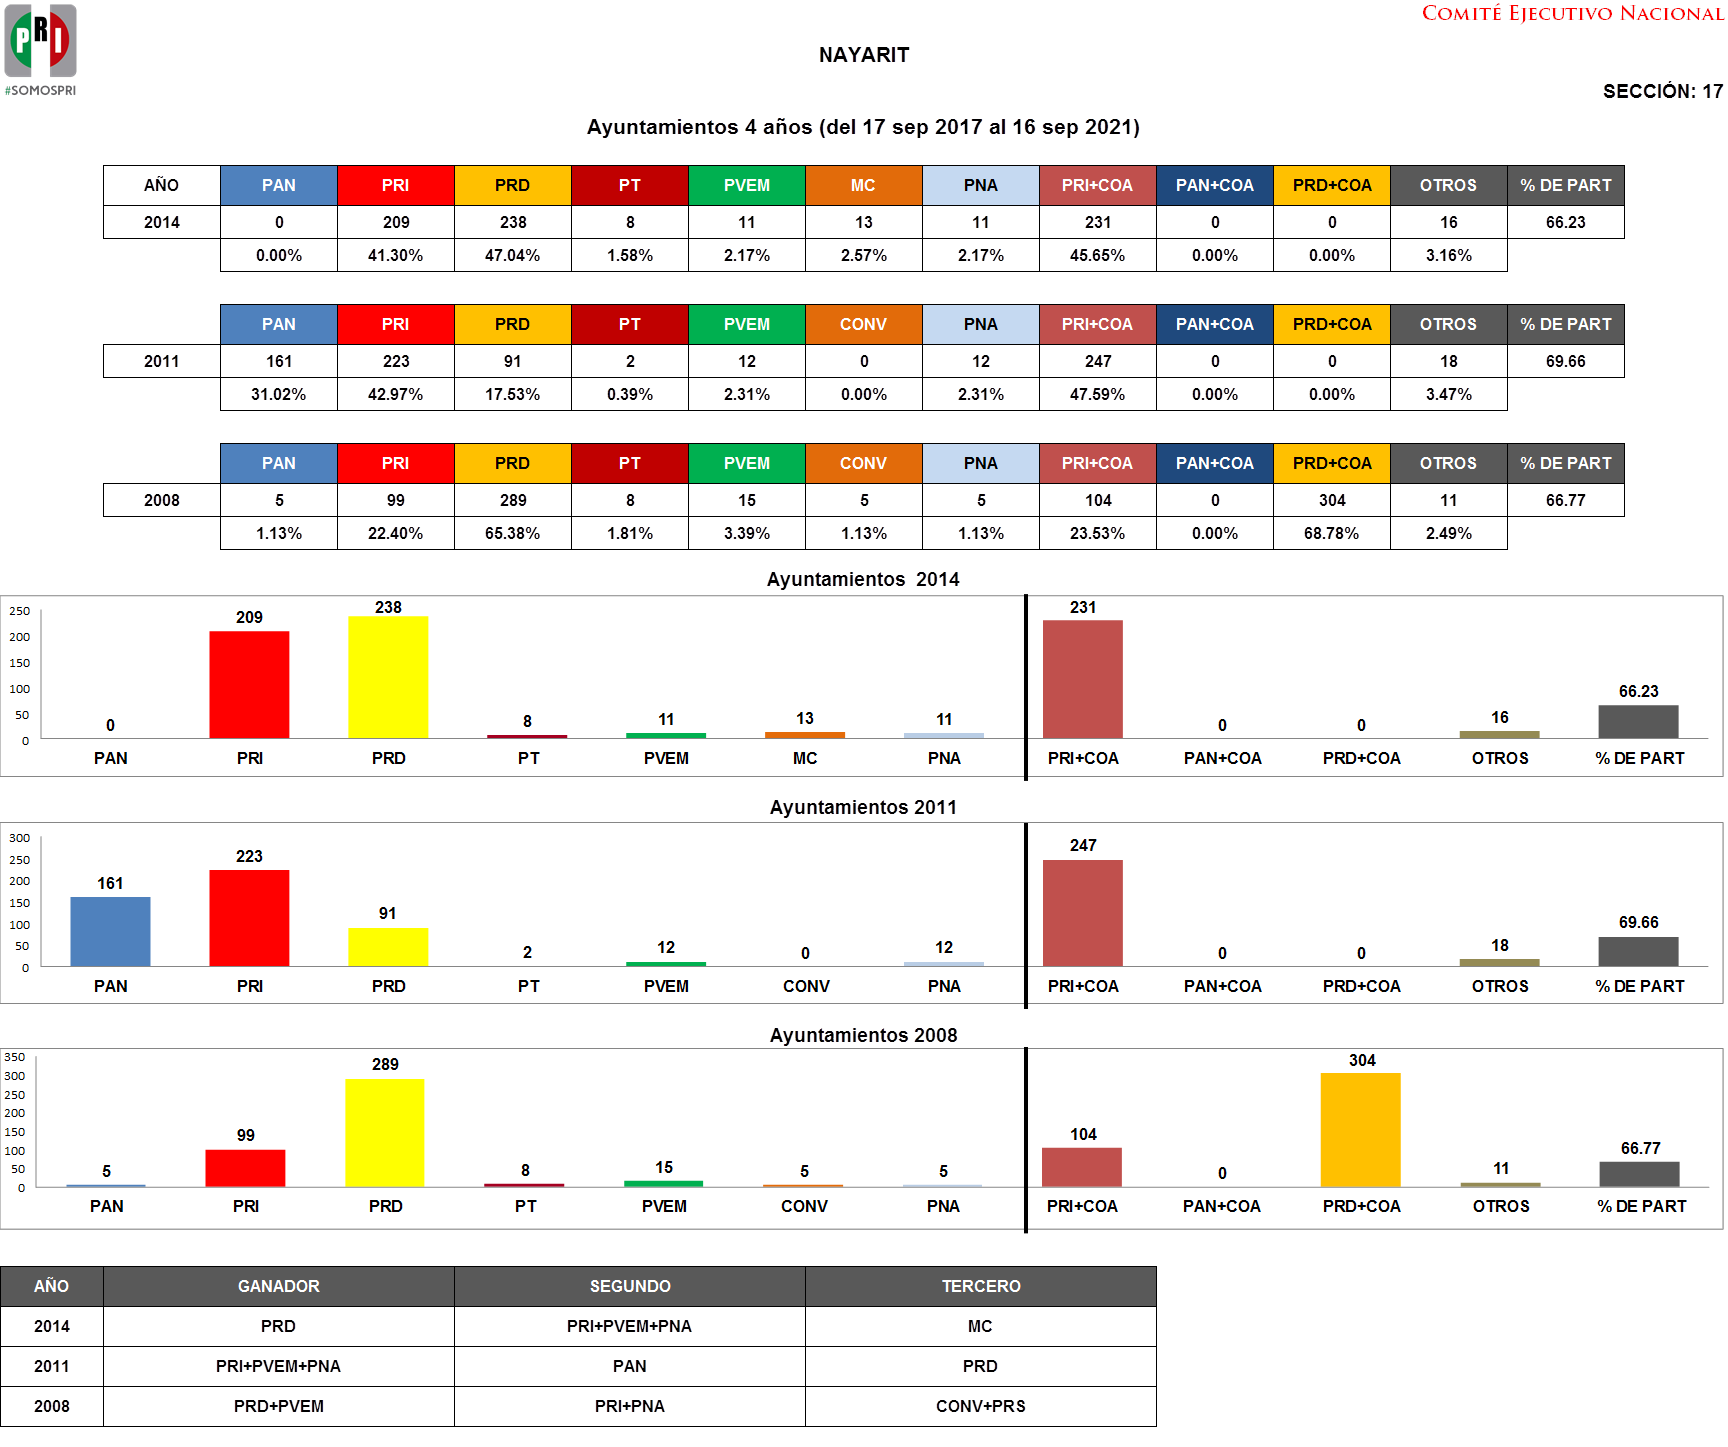 PRI
#SOMOSPRI
COMITÉ EJECUTIVO NACIONAL
NAYARIT
SECCIÓN: 17
Ayuntamientos 4 años (del 17 sep 2017 al 16 sep 2021)
AÑO PAN PRI PRD PT PVEM MC PNA PRI+COA PAN+COA PRD+COA OTROS % DE PART
2014 0 209 238 8 11 13 11 231 0 0 16 66.23
0.00% 41.30% 47.04% 1.58% 2.17% 2.57% 2.17% 45.65% 0.00% 0.00% 3.16%
PAN PRI PRD PT PVEM CONV PNA PRI+COA PAN+COA PRD+COA OTROS % DE PART
2011 161 223 91 2 12 0 12 247 0 0 18 69.66
31.02% 42.97% 17.53% 0.39% 2.31% 0.00% 2.31% 47.59% 0.00% 0.00% 3.47%
PAN PRI PRD PT PVEM CONV PNA PRI+COA PAN+COA PRD+COA OTROS % DE PART
2008 5 99 289 8 15 5 5 104 0 304 11 66.77
1.13% 22.40% 65.38% 1.81% 3.39% 1.13% 1.13% 23.53% 0.00% 68.78% 2.49%
Ayuntamientos 2014
250
200
150
100
50
0
0 209 238 8 11 13 11 231 0 0 16 66.23
PAN PRI PRD PT PVEM MC PNA PRI+COA PAN+COA PRD+COA OTROS % DE PART
Ayuntamientos 2011
300
250
200
150
100
50
0
161 223 91 2 12 0 12 247 0 0 18 69.66
PAN PRI PRD PT PVEM CONV PNA PRI+COA PAN+COA PRD+COA OTROS % DE PART
Ayuntamientos 2008
350
300
250
200
150
100
50
0
5 99 289 8 15 5 5 104 0 304 11 66.77
PAN PRI PRD PT PVEM CONV PNA PRI+COA PAN+COA PRD+COA OTROS % DE PART
AÑO GANADOR SEGUNDO TERCERO
2014 PRD PRI+PVEM+PNA MC
2011 PRI+PVEM+PNA PAN PRD
2008 PRD+PVEM PRI+PNA CONV+PRS